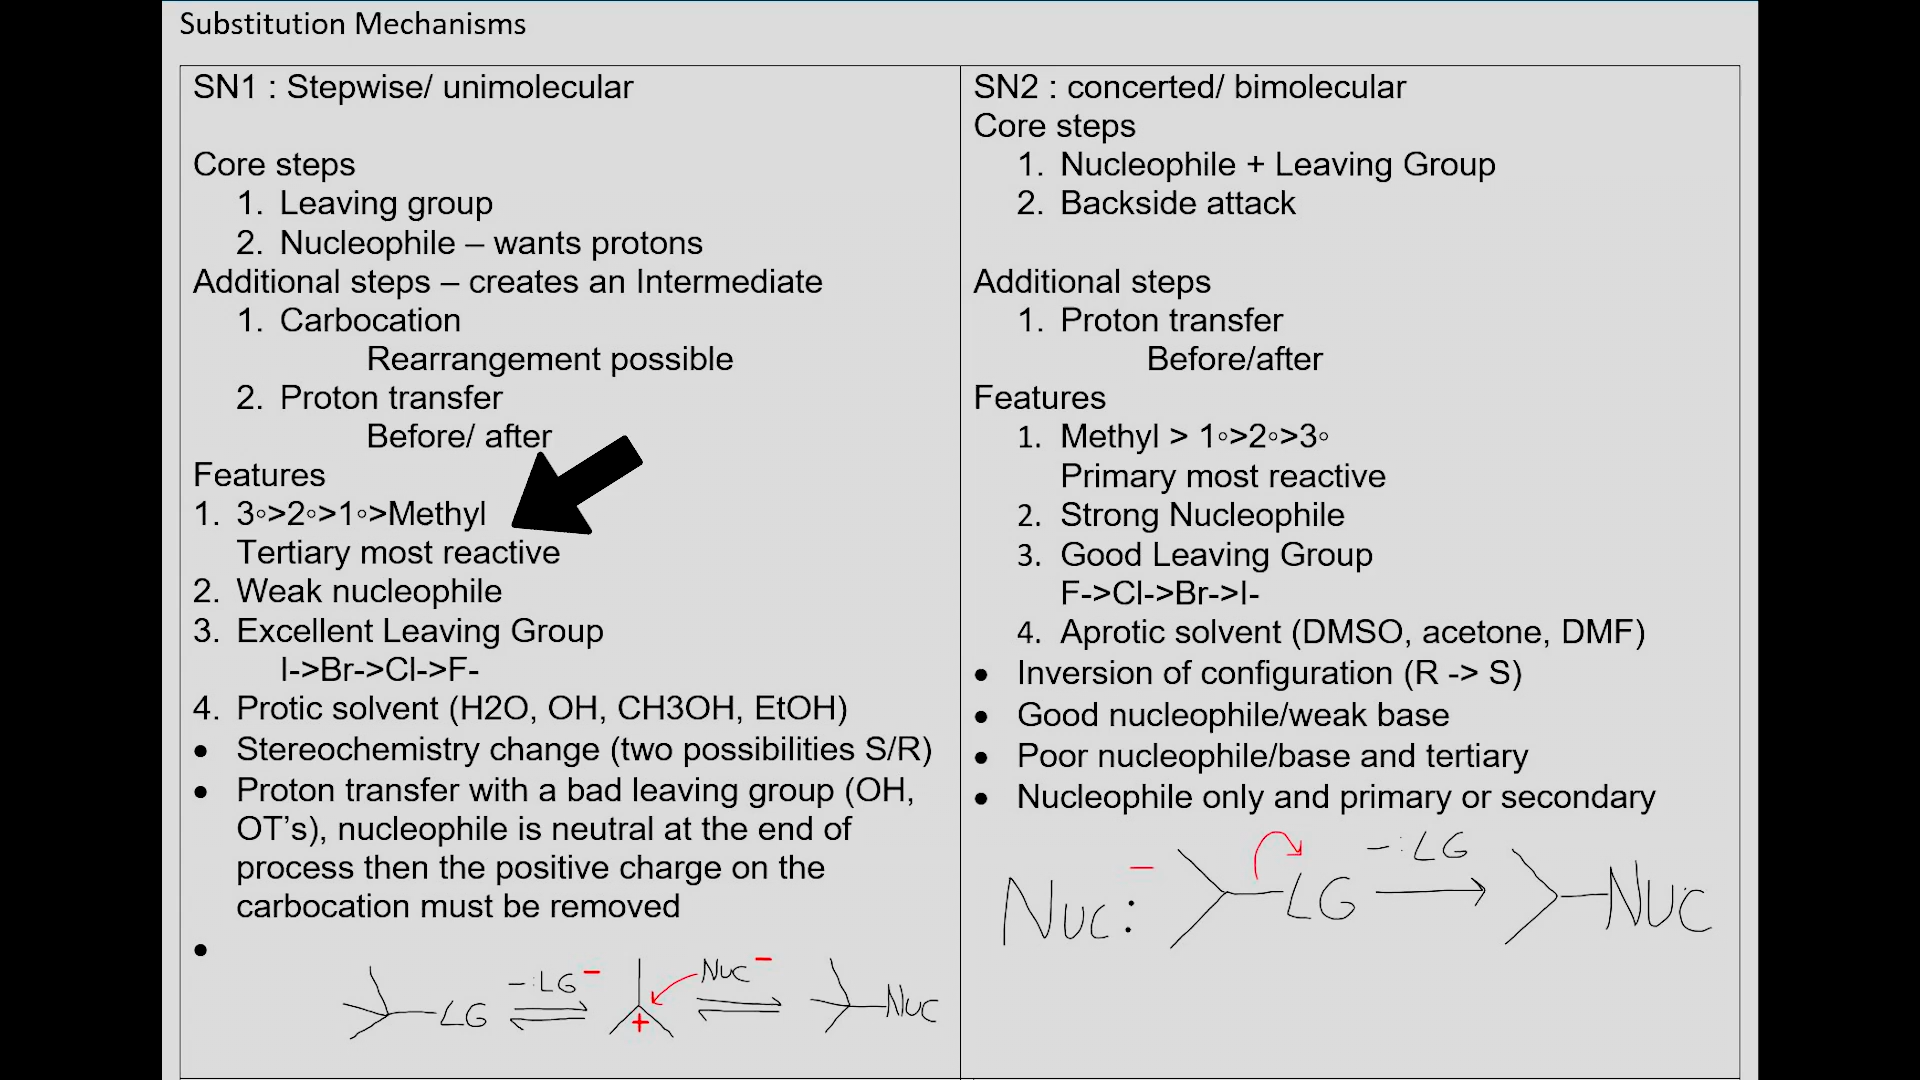 Substitution Mechanisms
SN1 : Stepwise/ unimolecular
Core steps
1. Leaving group
2. Nucleophile – wants protons
Additional steps – creates an Intermediate
1. Carbocation
Rearrangement possible
2. Proton transfer
Before/ after
Features
1. 3◦>2◦>1◦>Methyl
Tertiary most reactive
2. Weak nucleophile
3. Excellent Leaving Group
I->Br->Cl->F-
4. Protic solvent (H2O, OH, CH3OH, EtOH)
• Stereochemistry change (two possibilities S/R)
• Proton transfer with a bad leaving group (OH,
OT’s), nucleophile is neutral at the end of
process then the positive charge on the
carbocation must be removed
•
LG -:LG − + Nuc − Nuc
SN2 : concerted/ bimolecular
Core steps
1. Nucleophile + Leaving Group
2. Backside attack
Additional steps
1. Proton transfer
Before/after
Features
1. Methyl > 1◦>2◦>3◦
Primary most reactive
2. Strong Nucleophile
3. Good Leaving Group
F->Cl->Br->I-
4. Aprotic solvent (DMSO, acetone, DMF)
• Inversion of configuration (R -> S)
• Good nucleophile/weak base
• Poor nucleophile/base and tertiary
• Nucleophile only and primary or secondary
Nuc: − LG -:LG Nuc